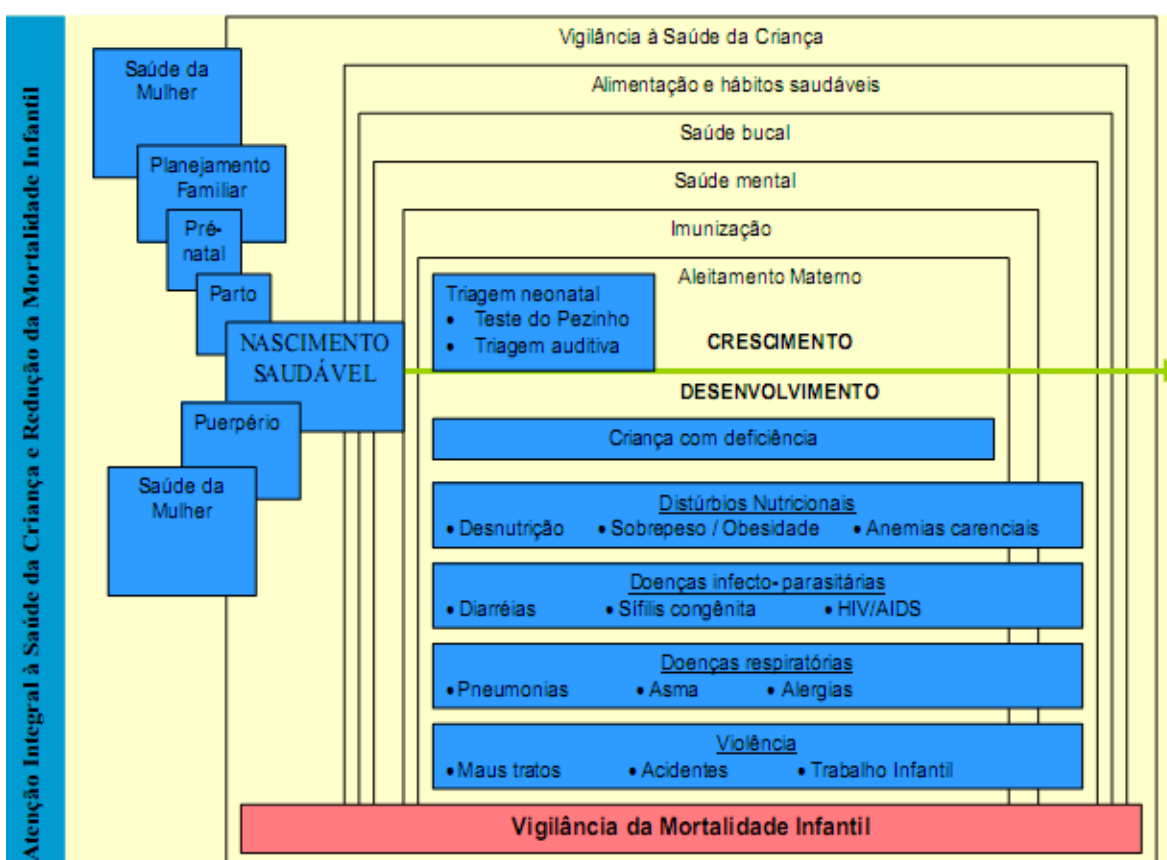 Atenção Integral à Saúde da Criança e Redução da Mortalidade Infantil
Vigilância à Saúde da Criança
Saúde da
Mulher
Alimentação e hábitos saudáveis
Saúde bucal
Planejamento
Familiar
Saúde mental
Pré-
natal
Imunização
Parto
Aleitamento Materno
Triagem neonatal
• Teste do Pezinho
• Triagem auditiva
NASCIMENTO
SAUDÁVEL
CRESCIMENTO
DESENVOLVIMENTO
Puerpério
Criança com deficiência
Saúde da
Mulher
Distúrbios Nutricionais
• Desnutrição • Sobrepeso / Obesidade • Anemias carenciais
Doenças infecto-parasitárias
• Diarréias • Sífilis congênita • HIV/AIDS
Doenças respiratórias
• Pneumonias • Asma • Alergias
Violência
• Maus tratos • Acidentes • Trabalho Infantil
Vigilância da Mortalidade Infantil